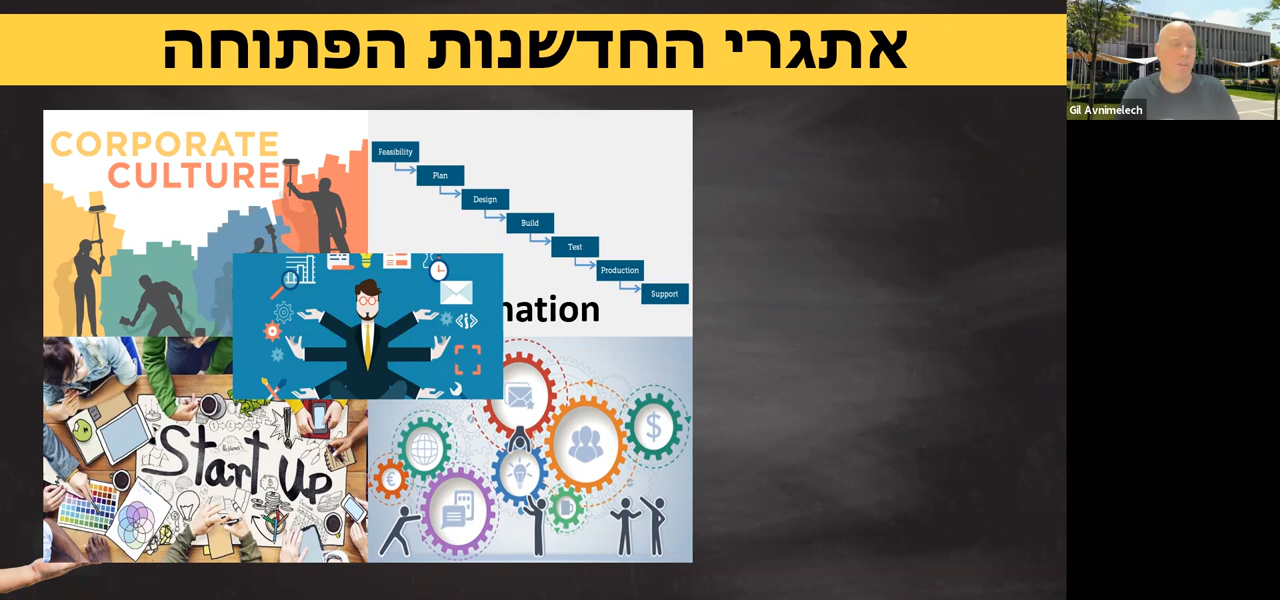 אתגרי החדשנות הפתוחה
Gil Avnimelech
CORPORATE
CULTURE
Feasibility
Plan
Design
Build
Test
Production
Support
nation
Start Up
$
€